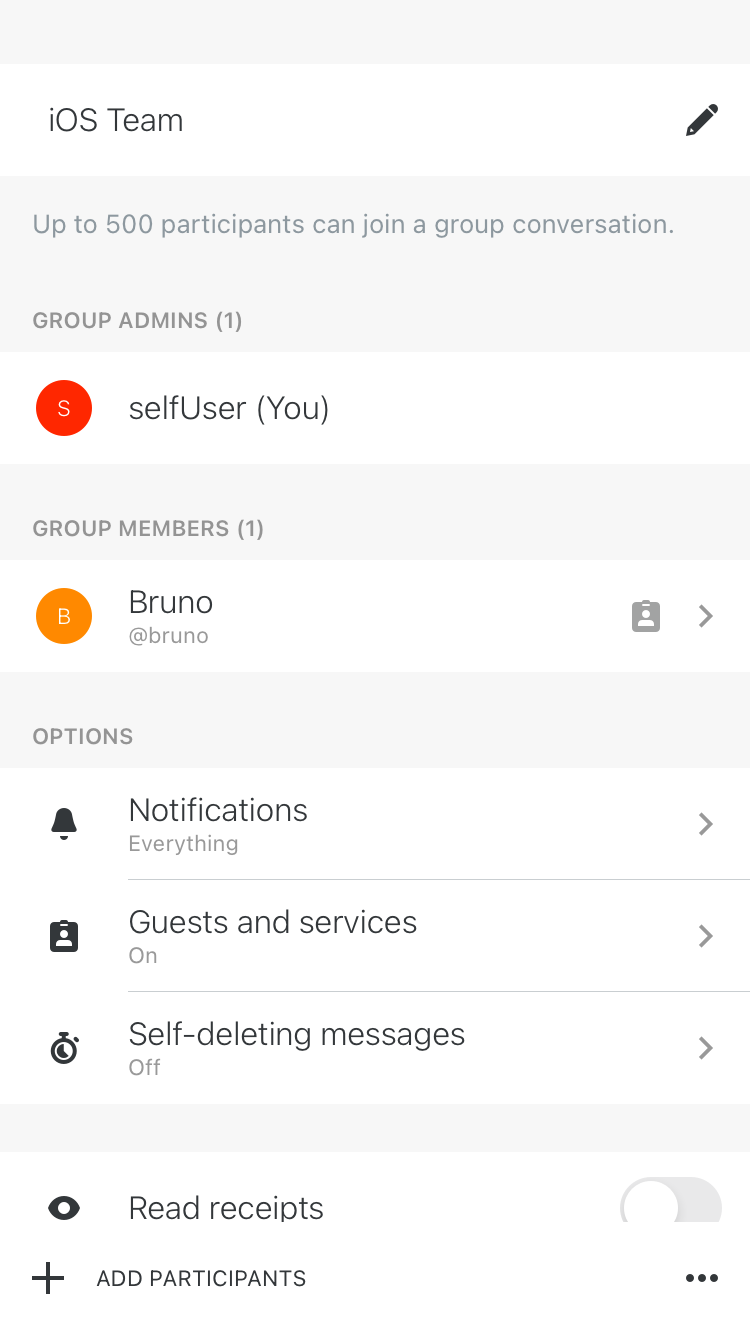 iOS Team
Up to 500 participants can join a group conversation.
GROUP ADMINS (1)
S
selfUser (You)
GROUP MEMBERS (1)
B
Bruno
@bruno
OPTIONS
Notifications
Everything
Guests and services
On
Self-deleting messages
Off
Read receipts
ADD PARTICIPANTS